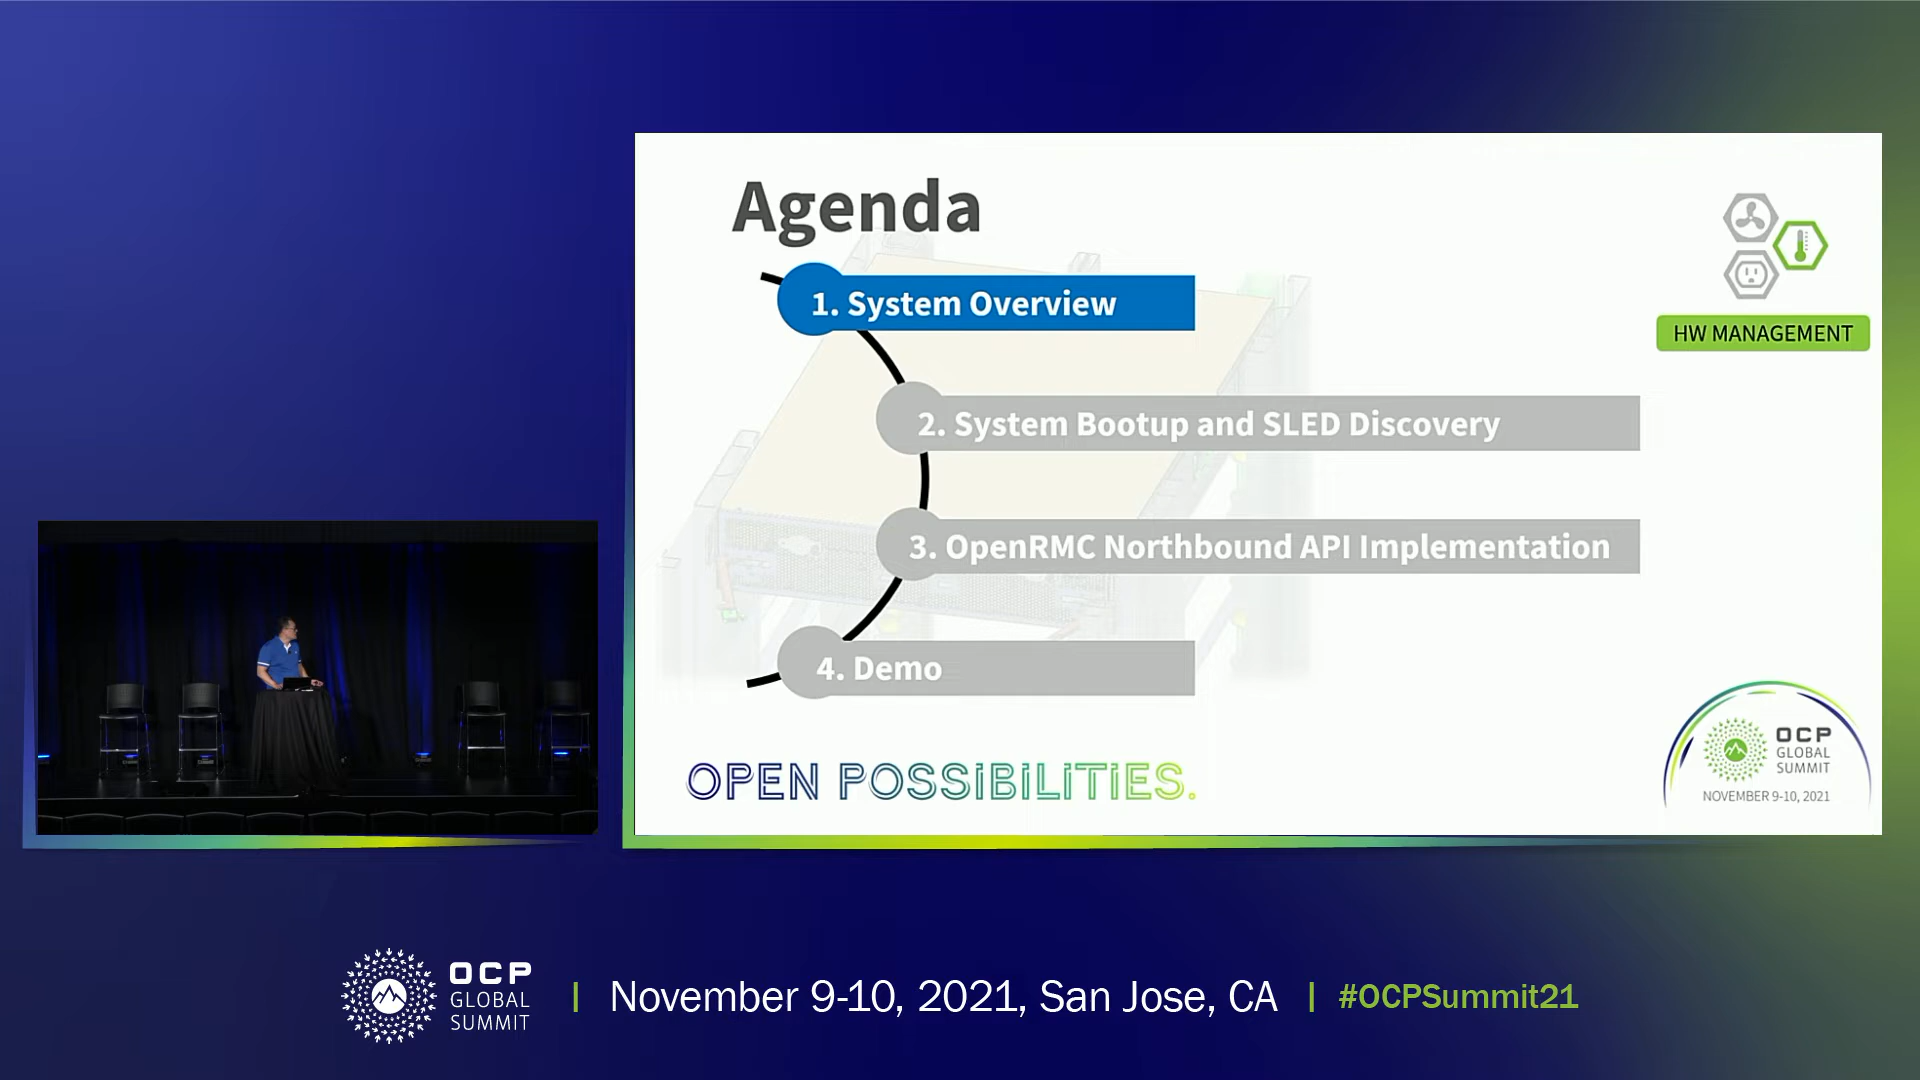 Agenda
1. System Overview
2. System Bootup and SLED Discovery
3. OpenRMC Northbound API Implementation
4. Demo
HW MANAGEMENT
OPEN POSSIBILITIES.
OCP
GLOBAL
SUMMIT
NOVEMBER 9-10, 2021
OCP
GLOBAL
SUMMIT
November 9-10, 2021, San Jose, CA
#OCPSummit21